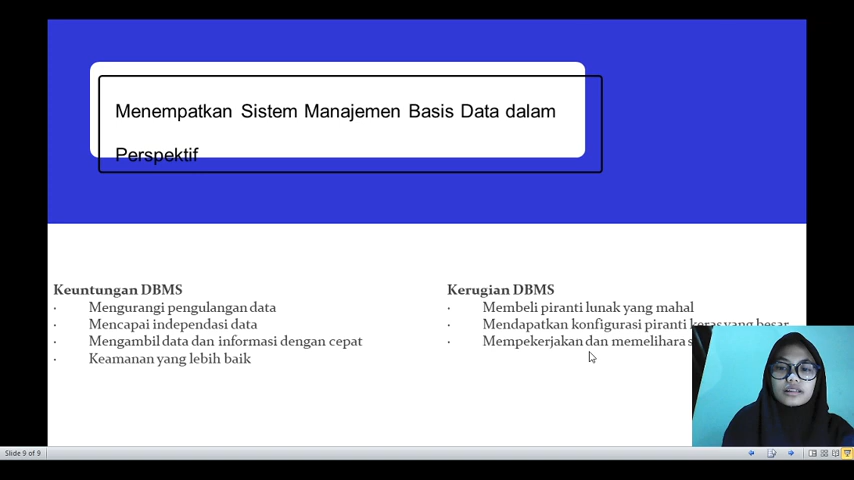 Menempatkan Sistem Manajemen Basis Data dalam
Perspektif
Keuntungan DBMS
· Mengurangi pengulangan data
· Mencapai independasi data
· Mengambil data dan informasi dengan cepat
· Keamanan yang lebih baik
Kerugian DBMS
· Membeli piranti lunak yang mahal
· Mendapatkan konfigurasi piranti keras yang besar
· Mempekerjakan dan memelihara
Slide 9 of 9